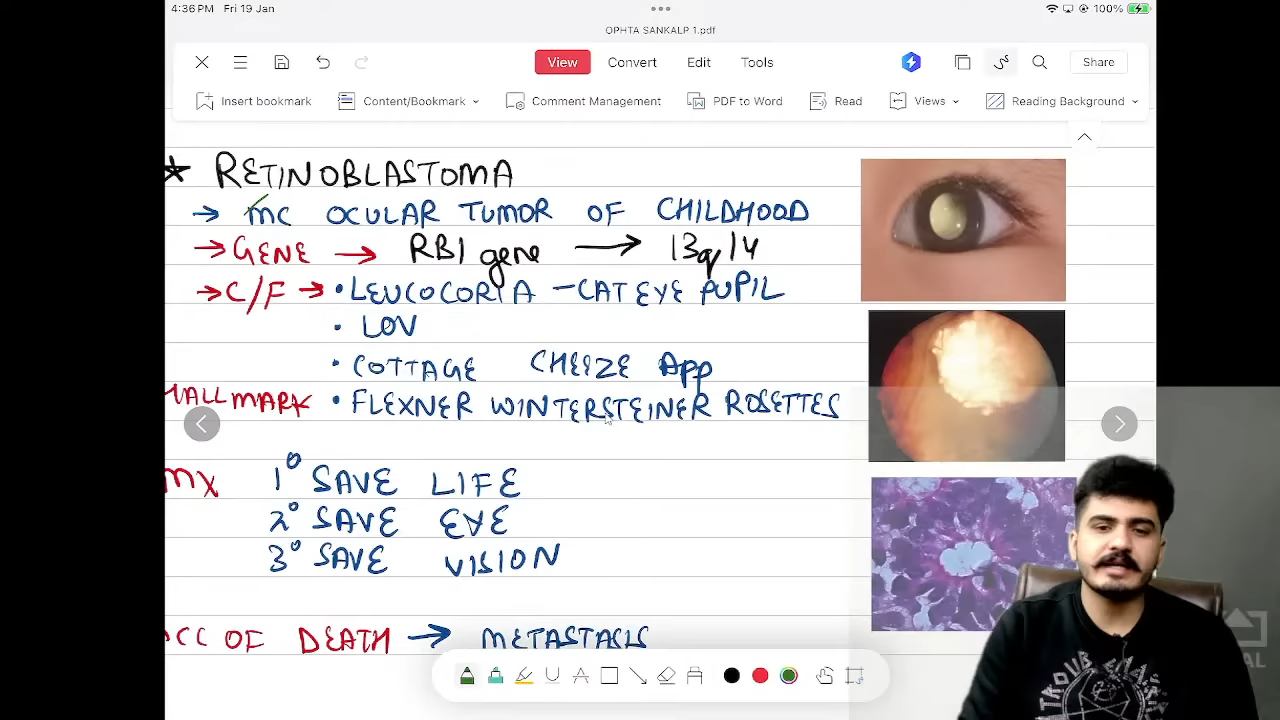 4:36 PM Fri 19 Jan
100%
OPHTA SANKALP 1.pdf
View Convert Edit Tools Share
Insert bookmark Content/Bookmark Comment Management PDF to Word Read Views Reading Background
★ RETINOBLASTOMA
→ mc OCULAR TUMOR OF CHILDHOOD
→ GENE → RB1 gene → 13q14
→ C/F → • LEUCOCORIA - CAT EYE PUPIL
• LOV
• COTTAGE CHEEZE App
HALLMARK • FLEXNER WINTERSTEINER ROSETTES
MX 1° SAVE LIFE
2° SAVE EYE
3° SAVE VISION
OF DEATH → METASTASIS